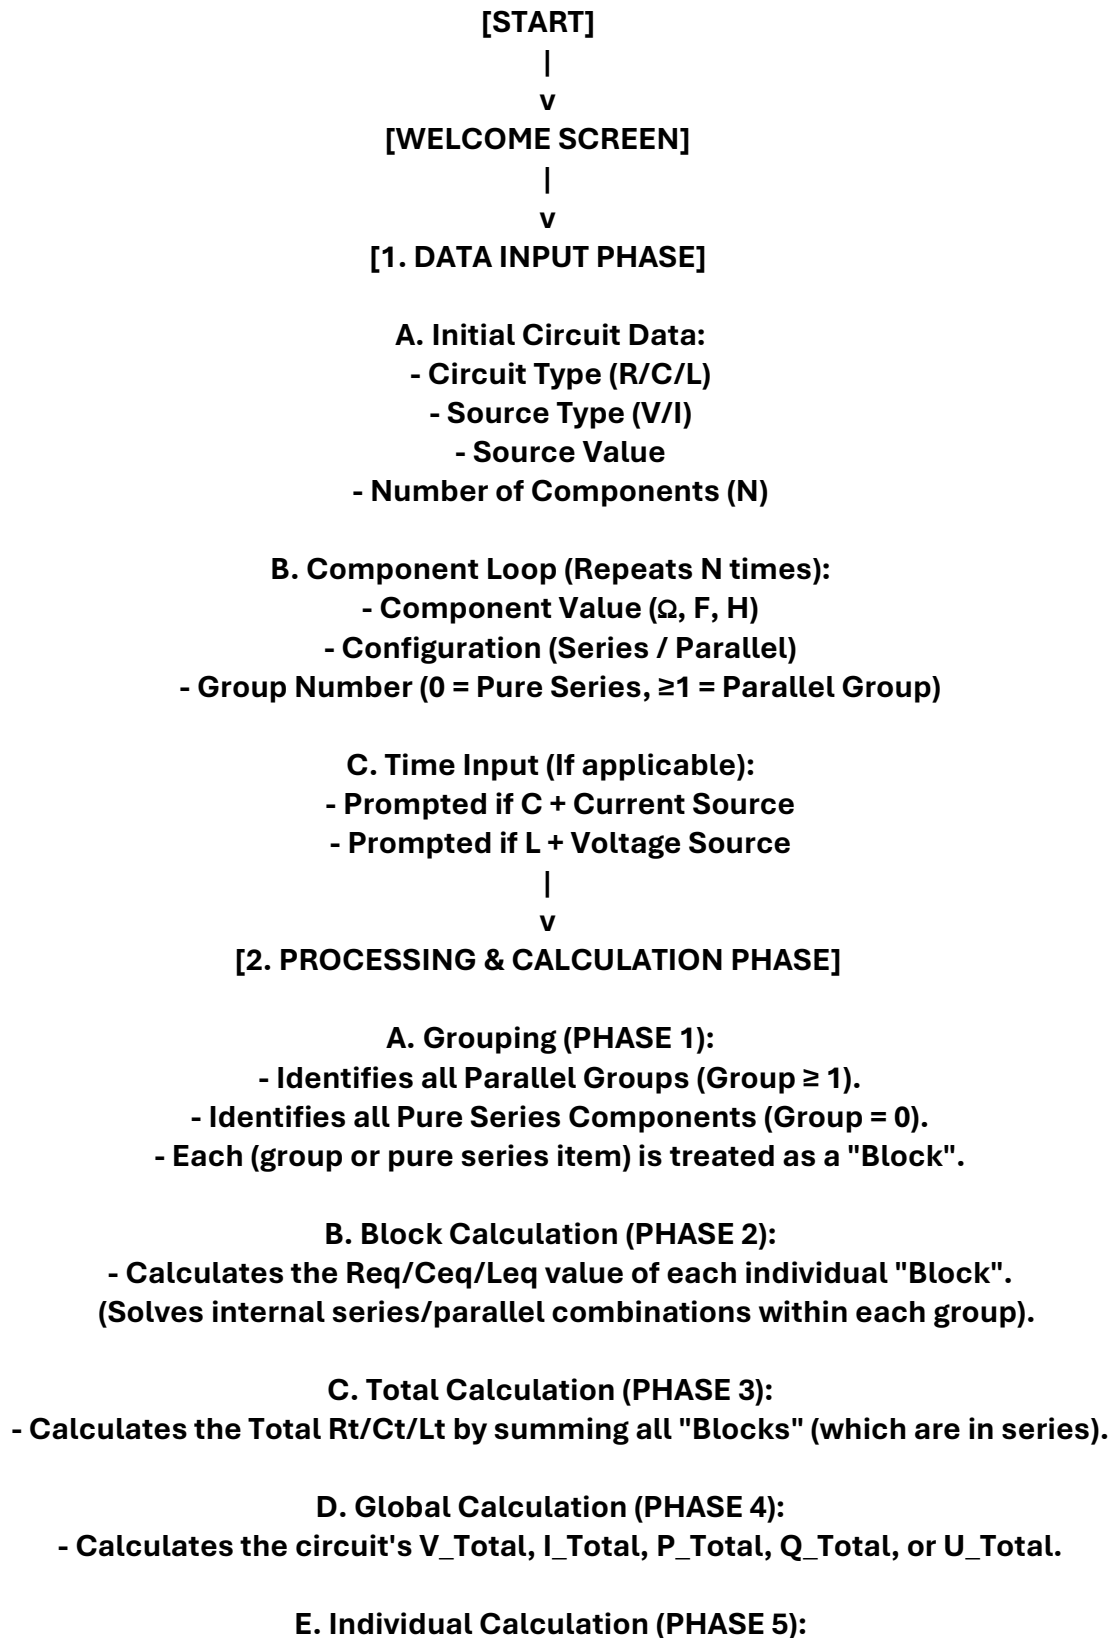 [START]
|
v
[WELCOME SCREEN]
|
v
[1. DATA INPUT PHASE]
A. Initial Circuit Data:
- Circuit Type (R/C/L)
- Source Type (V/I)
- Source Value
- Number of Components (N)
B. Component Loop (Repeats N times):
- Component Value (Ω, F, H)
- Configuration (Series / Parallel)
- Group Number (0 = Pure Series, ≥1 = Parallel Group)
C. Time Input (If applicable):
- Prompted if C + Current Source
- Prompted if L + Voltage Source
|
v
[2. PROCESSING & CALCULATION PHASE]
A. Grouping (PHASE 1):
- Identifies all Parallel Groups (Group ≥ 1).
- Identifies all Pure Series Components (Group = 0).
- Each (group or pure series item) is treated as a "Block".
B. Block Calculation (PHASE 2):
- Calculates the Req/Ceq/Leq value of each individual "Block".
(Solves internal series/parallel combinations within each group).
C. Total Calculation (PHASE 3):
- Calculates the Total Rt/Ct/Lt by summing all "Blocks" (which are in series).
D. Global Calculation (PHASE 4):
- Calculates the circuit's V_Total, I_Total, P_Total, Q_Total, or U_Total.
E. Individual Calculation (PHASE 5):